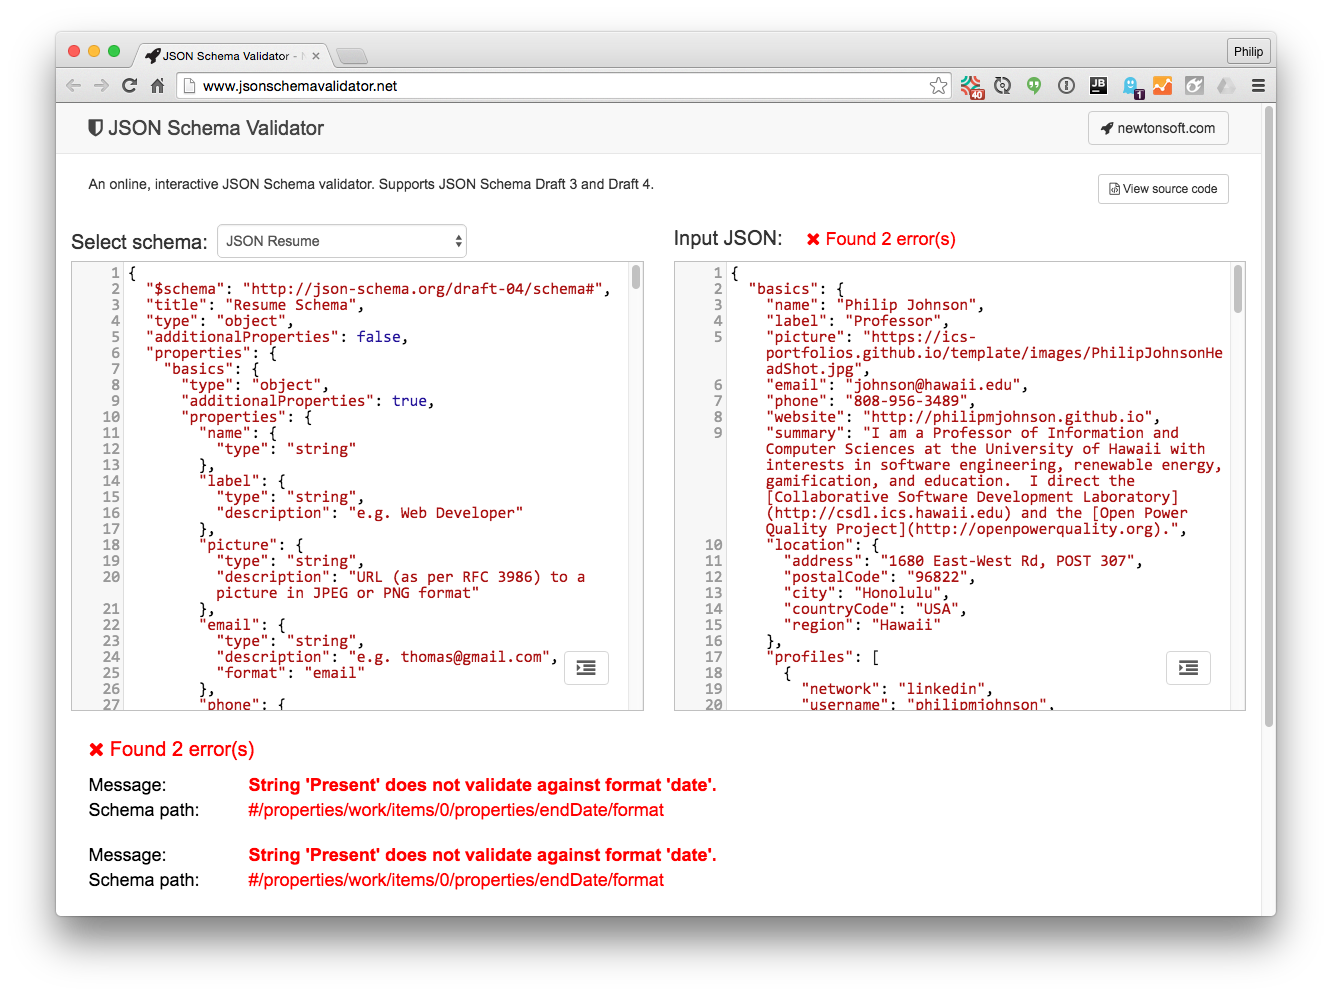 JSON Schema Validator -
Philip
www.jsonschemavalidator.net
40
JB
1
JSON Schema Validator
newtonsoft.com
An online, interactive JSON Schema validator. Supports JSON Schema Draft 3 and Draft 4.
View source code
Select schema: JSON Resume
1 {
2 "$schema": "http://json-schema.org/draft-04/schema#",
3 "title": "Resume Schema",
4 "type": "object",
5 "additionalProperties": false,
6 "properties": {
7 "basics": {
8 "type": "object",
9 "additionalProperties": true,
10 "properties": {
11 "name": {
12 "type": "string"
13 },
14 "label": {
15 "type": "string",
16 "description": "e.g. Web Developer"
17 },
18 "picture": {
19 "type": "string",
20 "description": "URL (as per RFC 3986) to a
picture in JPEG or PNG format"
21 },
22 "email": {
23 "type": "string",
24 "description": "e.g. thomas@gmail.com",
25 "format": "email"
26 },
27 "phone": {
Input JSON: Found 2 error(s)
1 {
2 "basics": {
3 "name": "Philip Johnson",
4 "label": "Professor",
5 "picture": "https://ics-
portfolios.github.io/template/images/PhilipJohnsonHe
adShot.jpg",
6 "email": "johnson@hawaii.edu",
7 "phone": "808-956-3489",
8 "website": "http://philipmjohnson.github.io",
9 "summary": "I am a Professor of Information and
Computer Sciences at the University of Hawaii with
interests in software engineering, renewable energy,
gamification, and education.  I direct the
[Collaborative Software Development Laboratory]
(http://csdl.ics.hawaii.edu) and the [Open Power
Quality Project](http://openpowerquality.org).",
10 "location": {
11 "address": "1680 East-West Rd, POST 307",
12 "postalCode": "96822",
13 "city": "Honolulu",
14 "countryCode": "USA",
15 "region": "Hawaii"
16 },
17 "profiles": [
18 {
19 "network": "linkedin",
20 "username": "philipmjohnson",
Found 2 error(s)
Message: String 'Present' does not validate against format 'date'.
Schema path: #/properties/work/items/0/properties/endDate/format
Message: String 'Present' does not validate against format 'date'.
Schema path: #/properties/work/items/0/properties/endDate/format